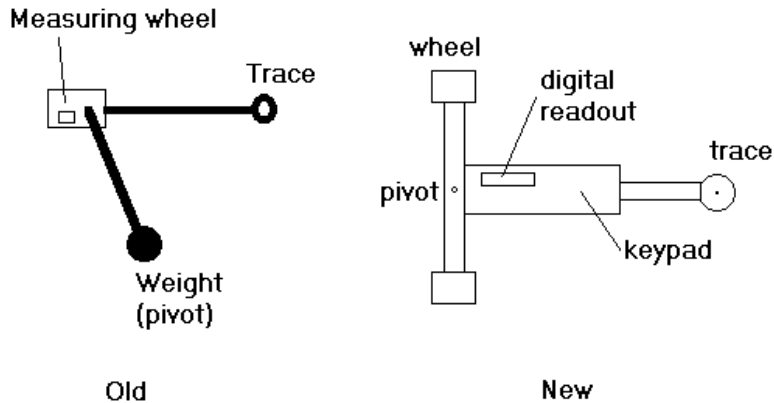 Measuring wheel
Trace
Weight
(pivot)
Old
wheel
digital
readout
trace
pivot
keypad
New